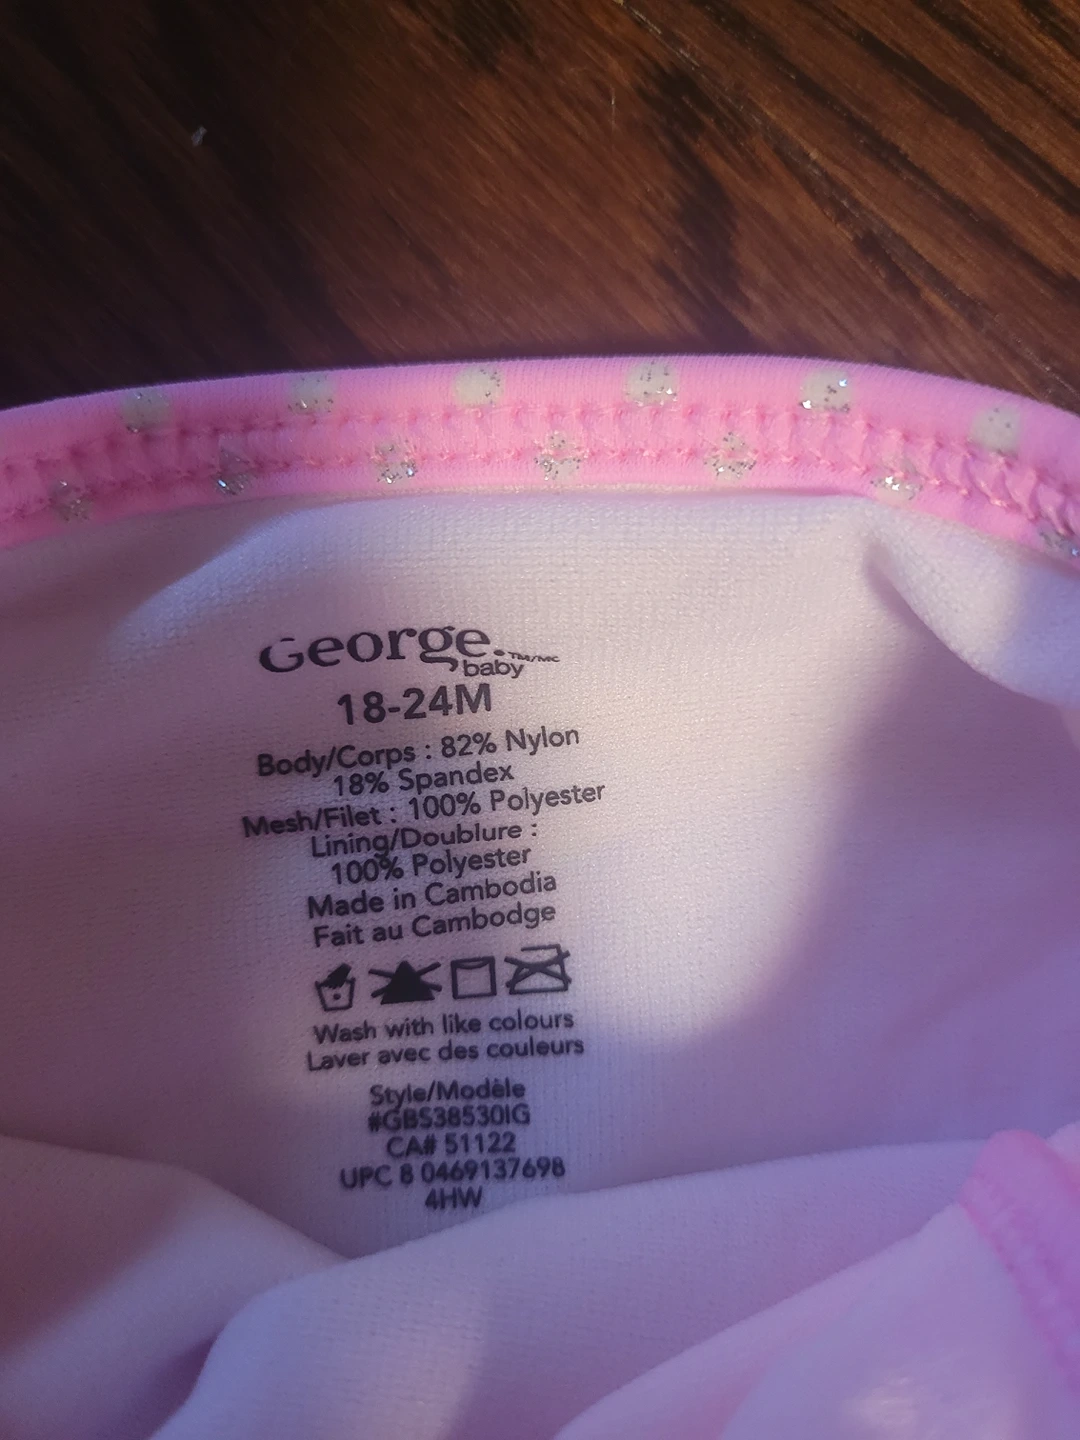 George.TM/MC
baby
18-24M
Body/Corps : 82% Nylon
18% Spandex
Mesh/Filet : 100% Polyester
Lining/Doublure :
100% Polyester
Made in Cambodia
Fait au Cambodge
Wash with like colours
Laver avec des couleurs
Style/Modèle
#GBS38530IG
CA# 51122
UPC 8 0469137698
4HW